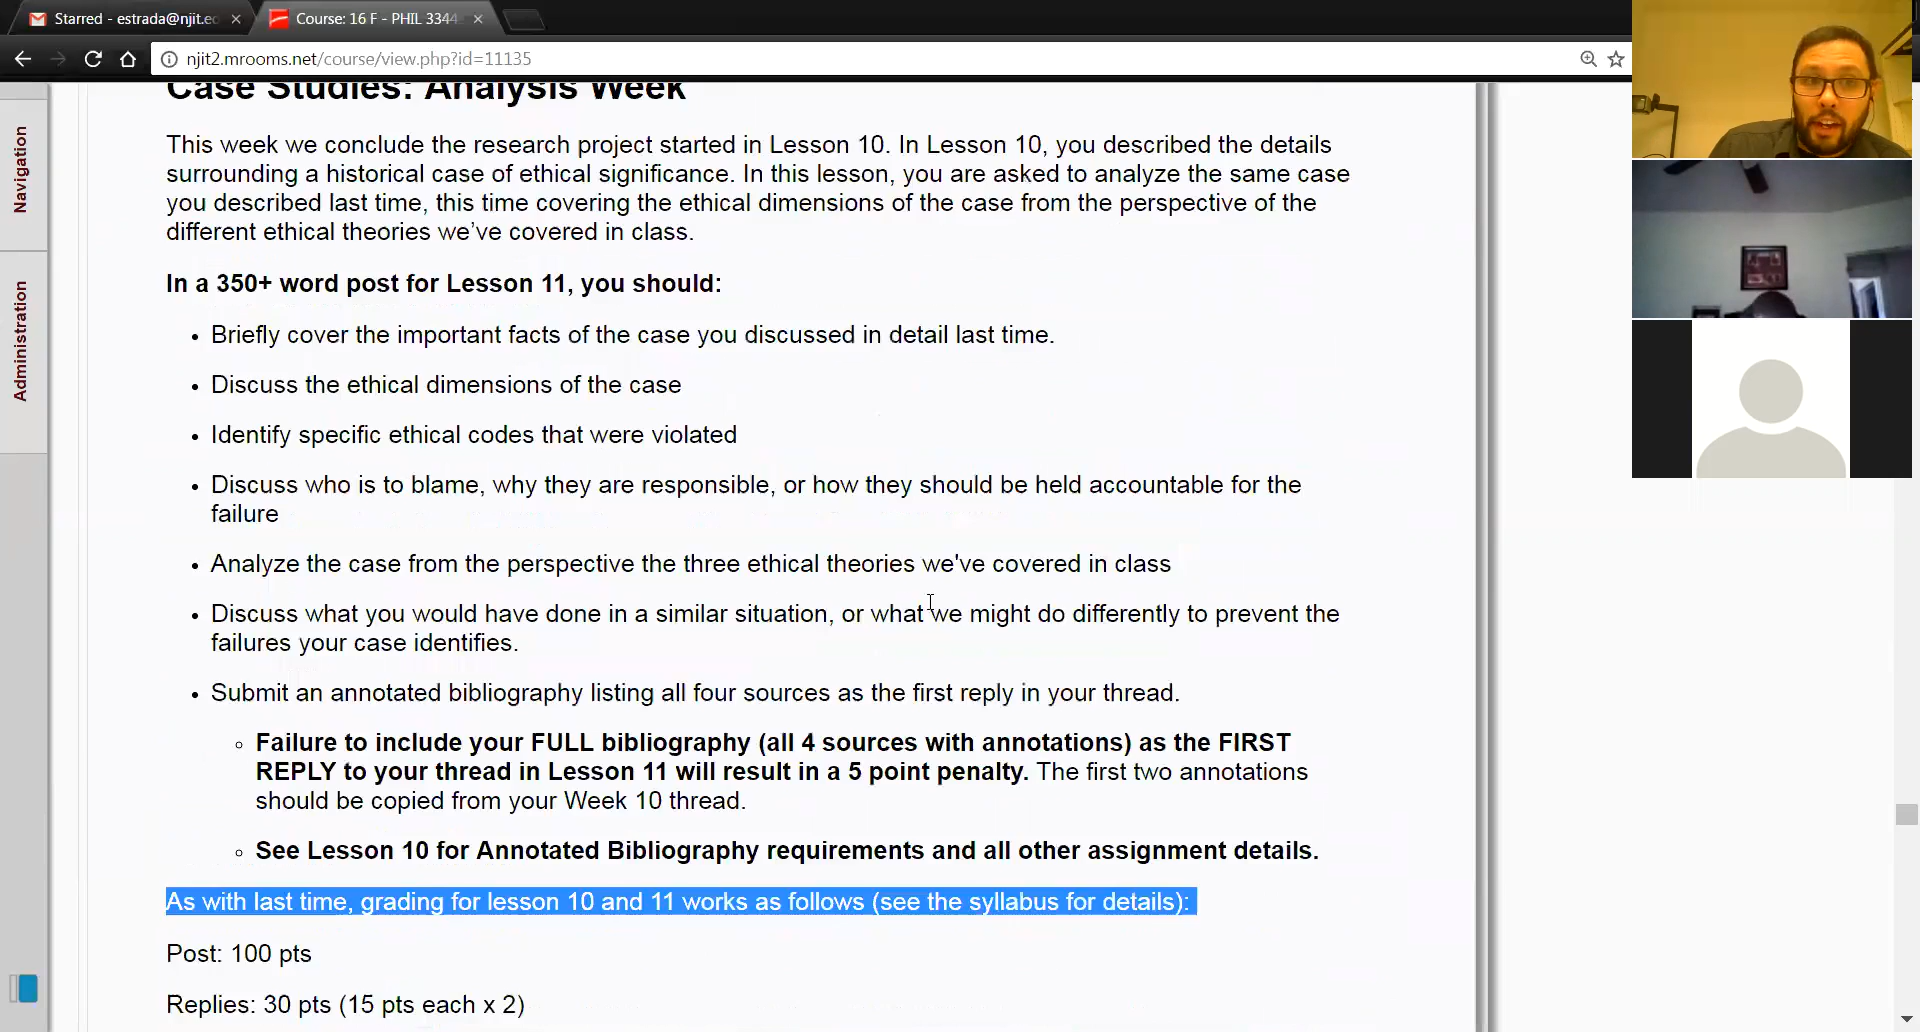 Starred - estrada@njit.ec
Course: 16 F - PHIL 3344
njit2.mrooms.net/course/view.php?id=11135
Navigation
Administration
Case Studies: Analysis Week
This week we conclude the research project started in Lesson 10. In Lesson 10, you described the details
surrounding a historical case of ethical significance. In this lesson, you are asked to analyze the same case
you described last time, this time covering the ethical dimensions of the case from the perspective of the
different ethical theories we’ve covered in class.
In a 350+ word post for Lesson 11, you should:
• Briefly cover the important facts of the case you discussed in detail last time.
• Discuss the ethical dimensions of the case
• Identify specific ethical codes that were violated
• Discuss who is to blame, why they are responsible, or how they should be held accountable for the
failure
• Analyze the case from the perspective the three ethical theories we've covered in class
• Discuss what you would have done in a similar situation, or what we might do differently to prevent the
failures your case identifies.
• Submit an annotated bibliography listing all four sources as the first reply in your thread.
◦ Failure to include your FULL bibliography (all 4 sources with annotations) as the FIRST
REPLY to your thread in Lesson 11 will result in a 5 point penalty. The first two annotations
should be copied from your Week 10 thread.
◦ See Lesson 10 for Annotated Bibliography requirements and all other assignment details.
As with last time, grading for lesson 10 and 11 works as follows (see the syllabus for details):
Post: 100 pts
Replies: 30 pts (15 pts each x 2)